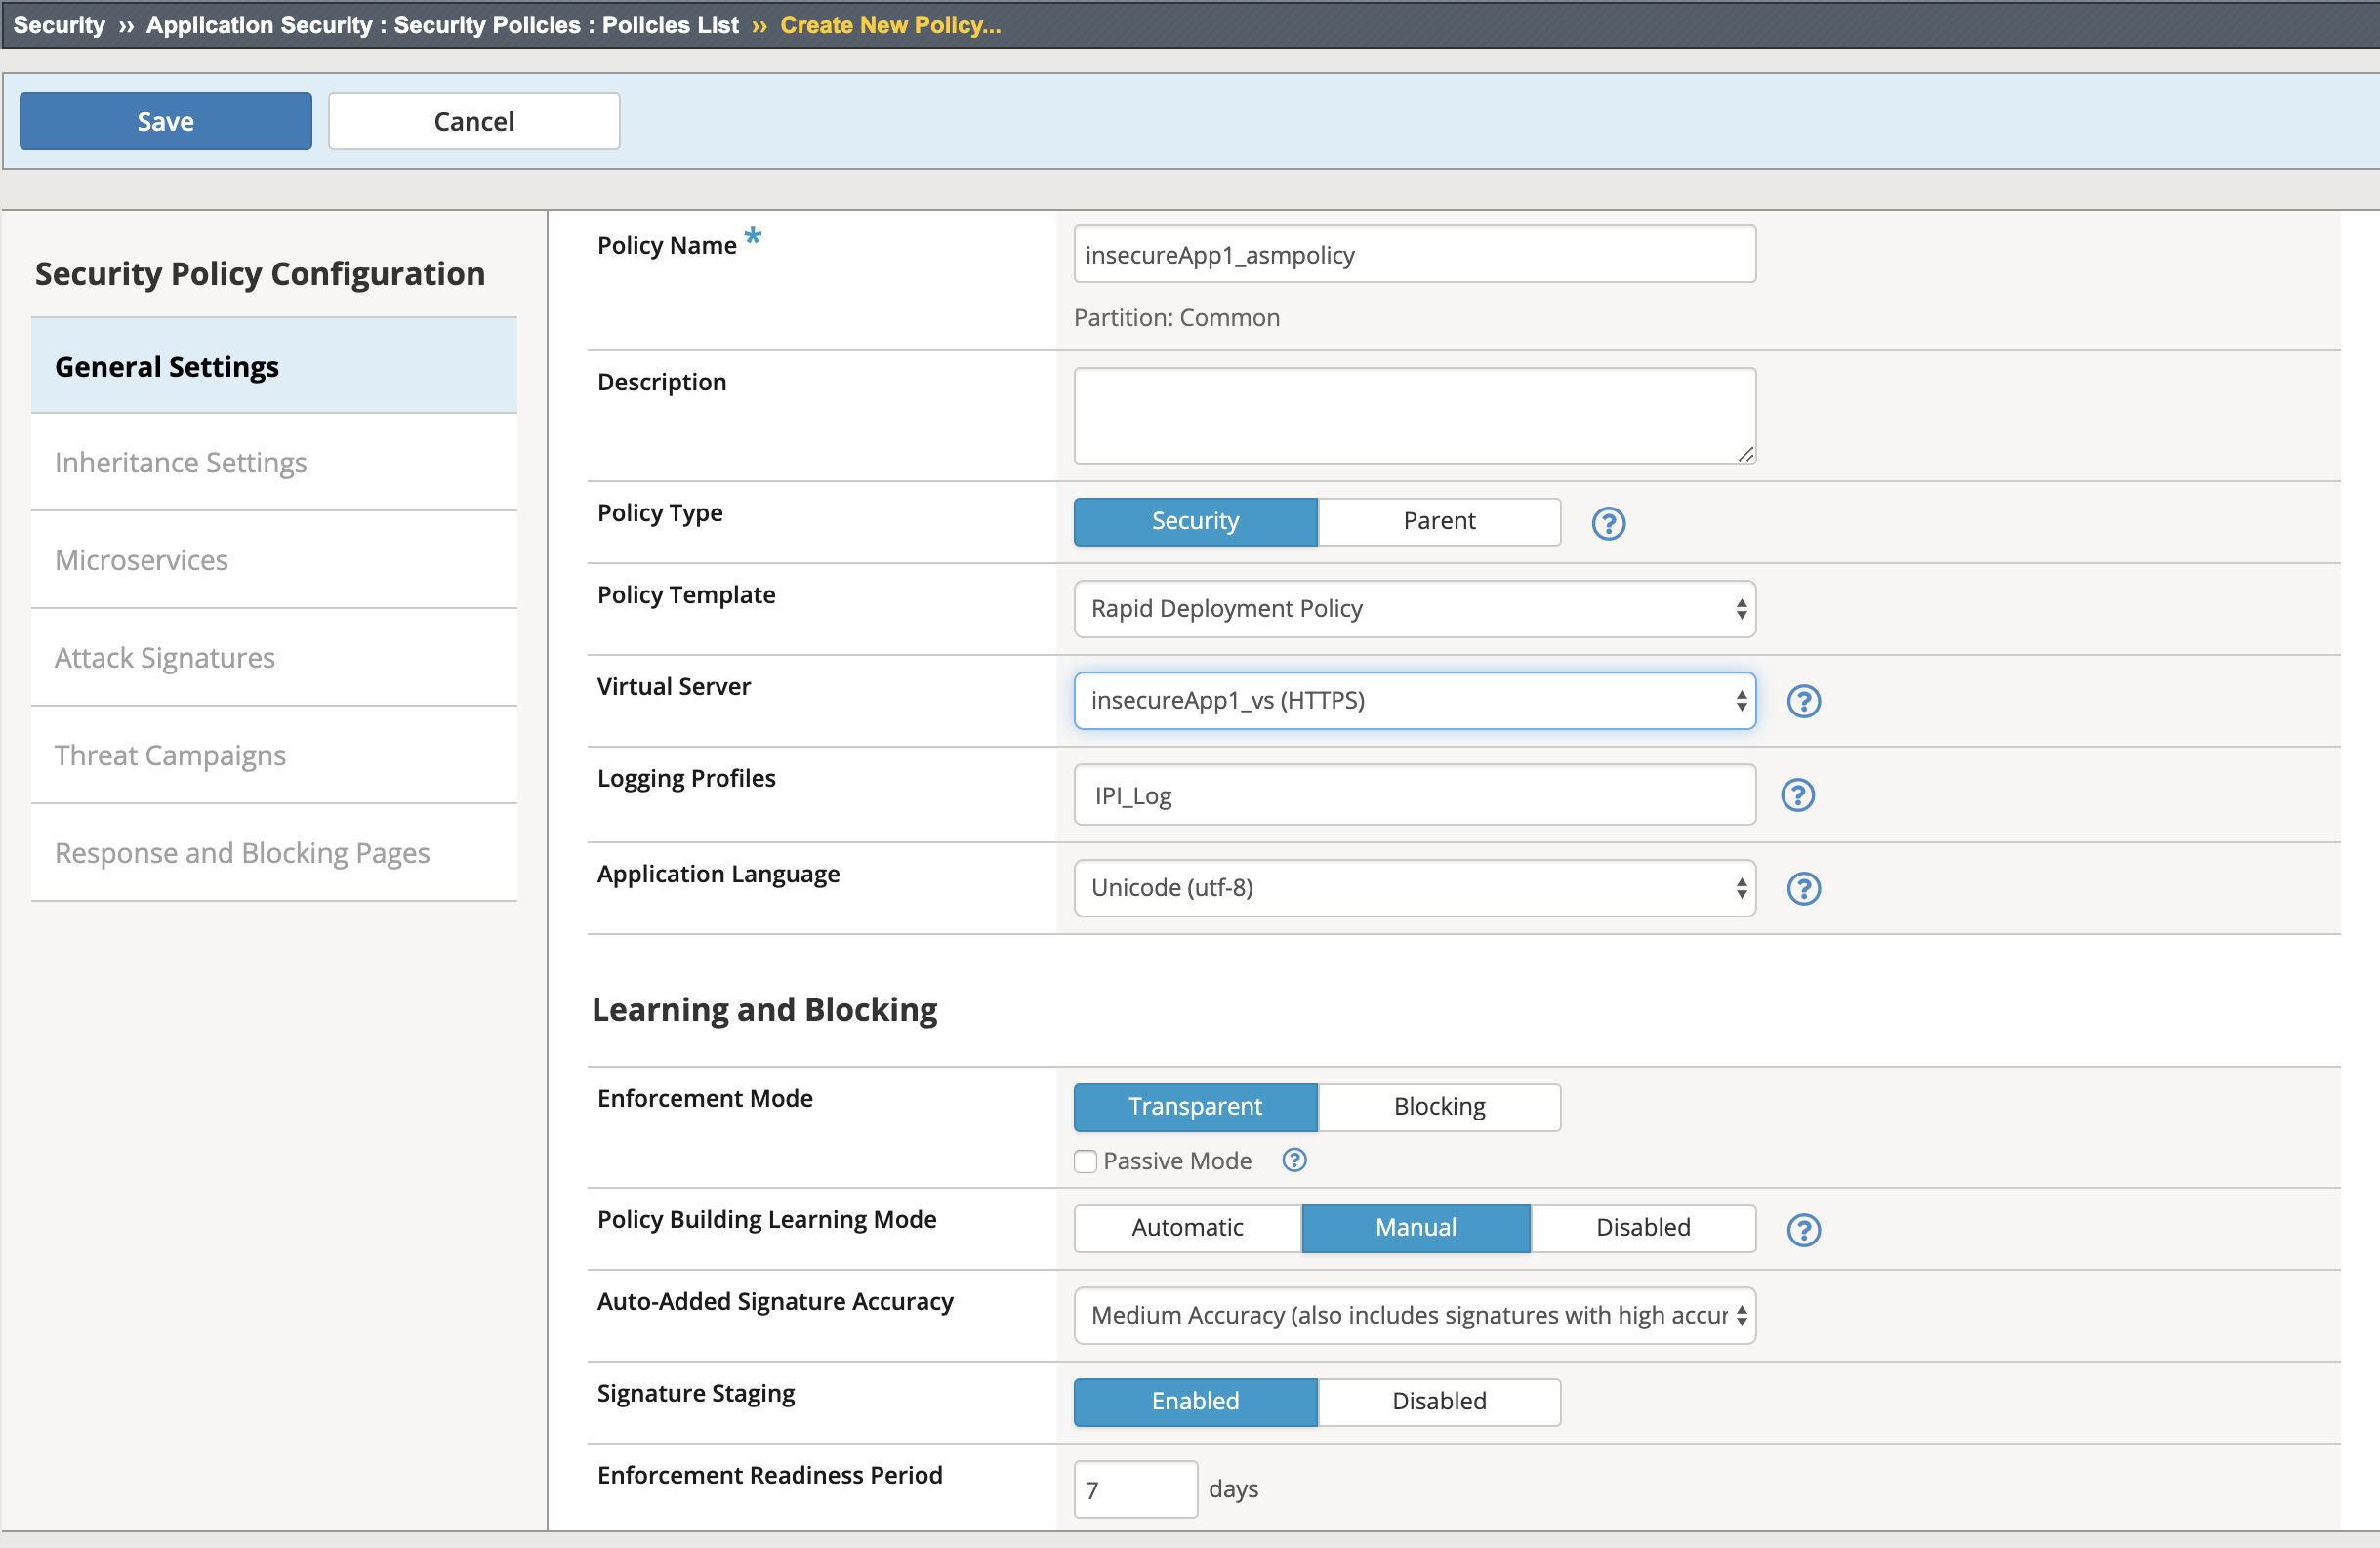 Security ›› Application Security : Security Policies : Policies List ›› Create New Policy...
Save Cancel
Security Policy Configuration
General Settings
Inheritance Settings
Microservices
Attack Signatures
Threat Campaigns
Response and Blocking Pages
Policy Name * insecureApp1_asmpolicy
Partition: Common
Description
Policy Type Security Parent ?
Policy Template Rapid Deployment Policy
Virtual Server insecureApp1_vs (HTTPS) ?
Logging Profiles IPI_Log ?
Application Language Unicode (utf-8) ?
Learning and Blocking
Enforcement Mode Transparent Blocking
Passive Mode ?
Policy Building Learning Mode Automatic Manual Disabled ?
Auto-Added Signature Accuracy Medium Accuracy (also includes signatures with high accur
Signature Staging Enabled Disabled
Enforcement Readiness Period 7 days